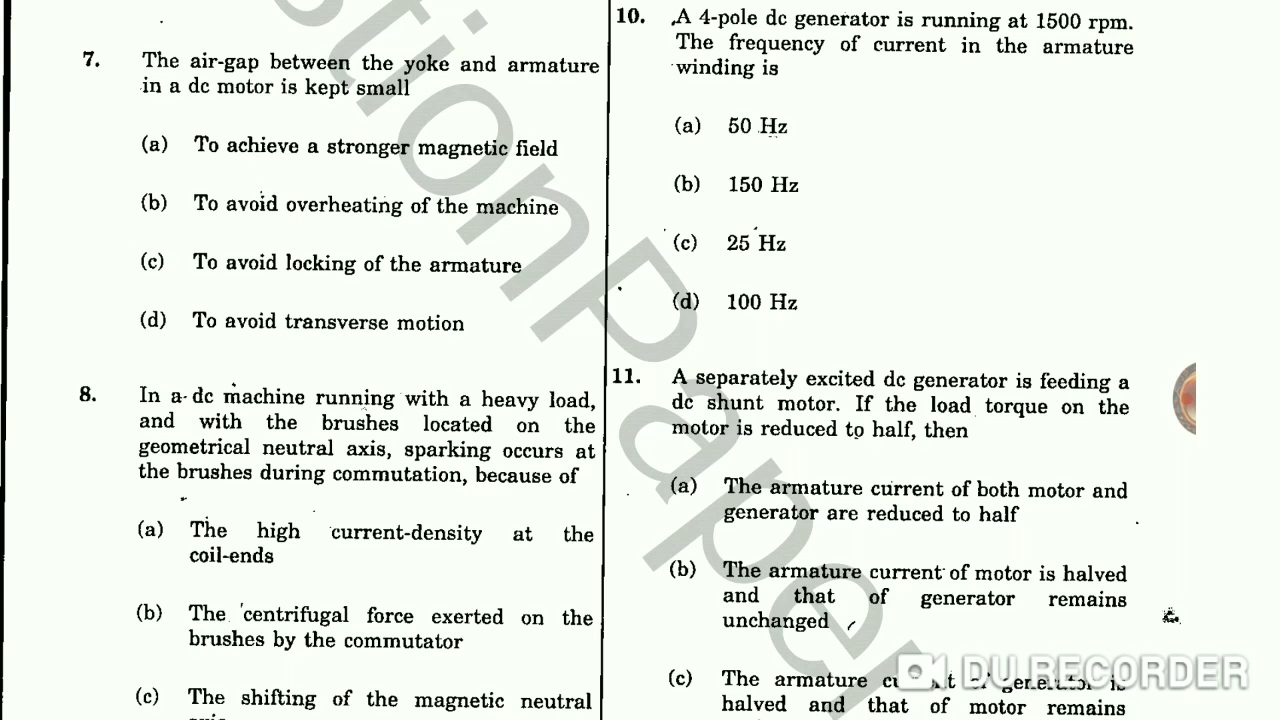 7. The air-gap between the yoke and armature
in a dc motor is kept small
(a) To achieve a stronger magnetic field
(b) To avoid overheating of the machine
(c) To avoid locking of the armature
(d) To avoid transverse motion
8. In a dc machine running with a heavy load,
and with the brushes located on the
geometrical neutral axis, sparking occurs at
the brushes during commutation, because of
(a) The high current-density at the
coil-ends
(b) The centrifugal force exerted on the
brushes by the commutator
(c) The shifting of the magnetic neutral
10. A 4-pole dc generator is running at 1500 rpm.
The frequency of current in the armature
winding is
(a) 50 Hz
(b) 150 Hz
(c) 25 Hz
(d) 100 Hz
11. A separately excited dc generator is feeding a
dc shunt motor. If the load torque on the
motor is reduced to half, then
(a) The armature current of both motor and
generator are reduced to half
(b) The armature current of motor is halved
and that of generator remains
unchanged
(c) The armature of generator is
halved and that of motor remains
stionPaper
DU RECORDER